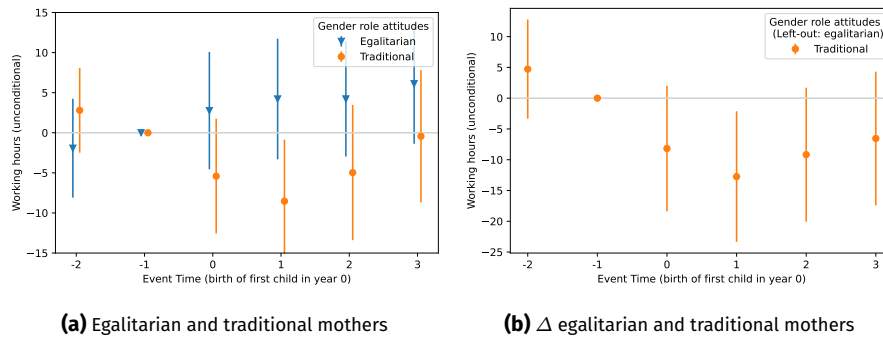 Gender role attitudes
Egalitarian
Traditional
Working hours (unconditional)
15
10
5
0
−5
−10
−15
-2
-1
0
1
2
3
Event Time (birth of first child in year 0)
(a) Egalitarian and traditional mothers
Gender role attitudes
(Left-out: egalitarian)
Traditional
Working hours (unconditional)
10
5
0
−5
−10
−15
−20
−25
-2
-1
0
1
2
3
Event Time (birth of first child in year 0)
(b) Δ egalitarian and traditional mothers